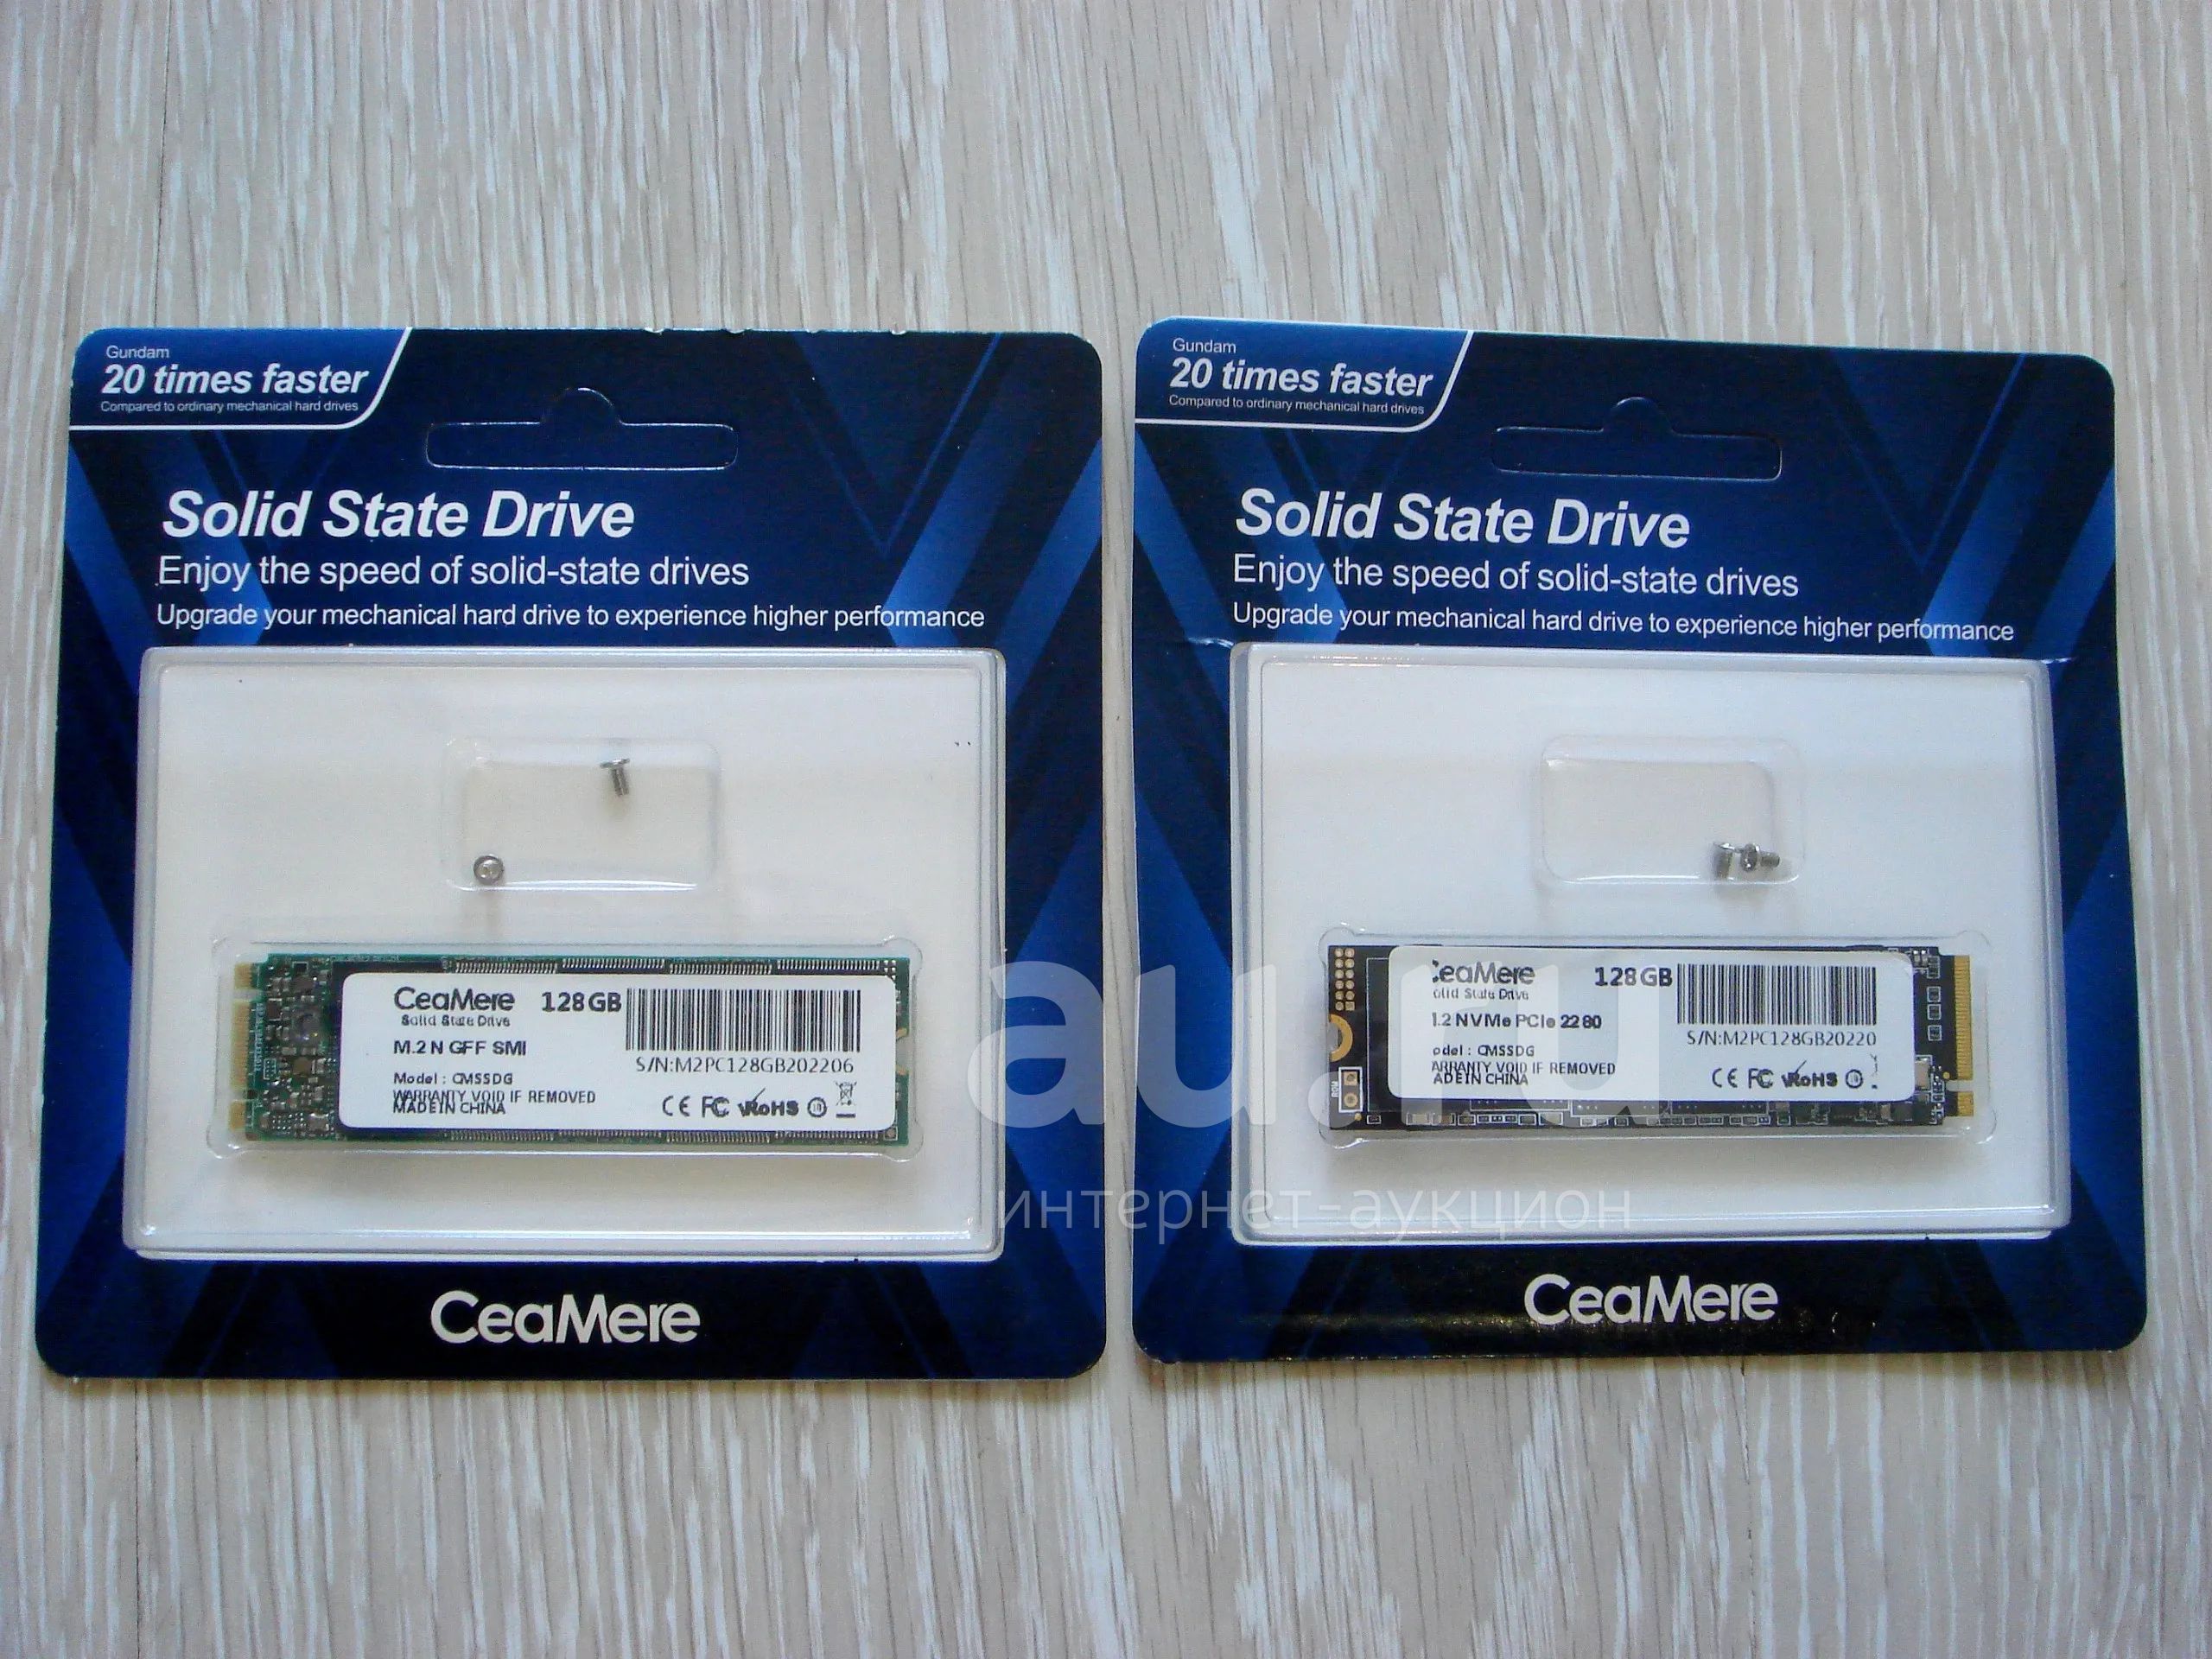 Gundam
20 times faster
Compared to ordinary mechanical hard drives
Solid State Drive
Enjoy the speed of solid-state drives
Upgrade your mechanical hard drive to experience higher performance
CeaMere 128GB
Solid State Drive
M.2 N GFF SMI
S/N:M2PC128GB202206
Model : CMSSDG
WARRANTY VOID IF REMOVED
MADE IN CHINA
CE FC RoHS
CeaMere
Gundam
20 times faster
Compared to ordinary mechanical hard drives
Solid State Drive
Enjoy the speed of solid-state drives
Upgrade your mechanical hard drive to experience higher performance
CeaMere 128GB
olid State Drive
1.2 NVMe PCIe 2280
S/N:M2PC128GB20220
odel : CMSSDG
ARRANTY VOID IF REMOVED
ADE IN CHINA
CE FC RoHS
CeaMere
au.ru
интернет-аукцион